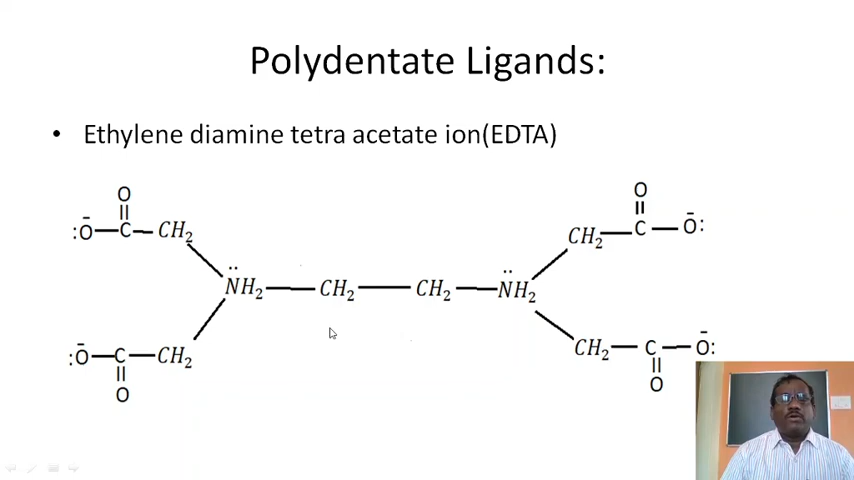 Polydentate Ligands:
• Ethylene diamine tetra acetate ion(EDTA)
O O
|| ||
:Ō—C—CH₂ CH₂—C—Ō:
N̈H₂—CH₂—CH₂—N̈H₂
:Ō—C—CH₂ CH₂—C—Ō:
|| ||
O O